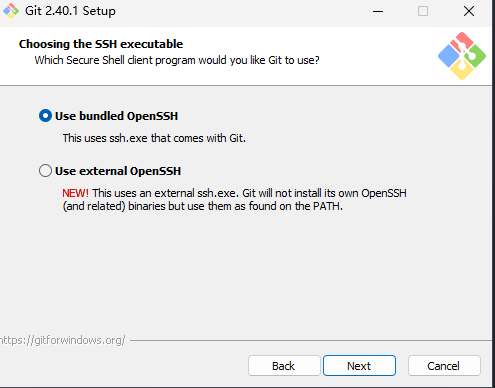 Git 2.40.1 Setup
Choosing the SSH executable
Which Secure Shell client program would you like Git to use?
Use bundled OpenSSH
This uses ssh.exe that comes with Git.
Use external OpenSSH
NEW! This uses an external ssh.exe. Git will not install its own OpenSSH
(and related) binaries but use them as found on the PATH.
https://gitforwindows.org/
Back
Next
Cancel